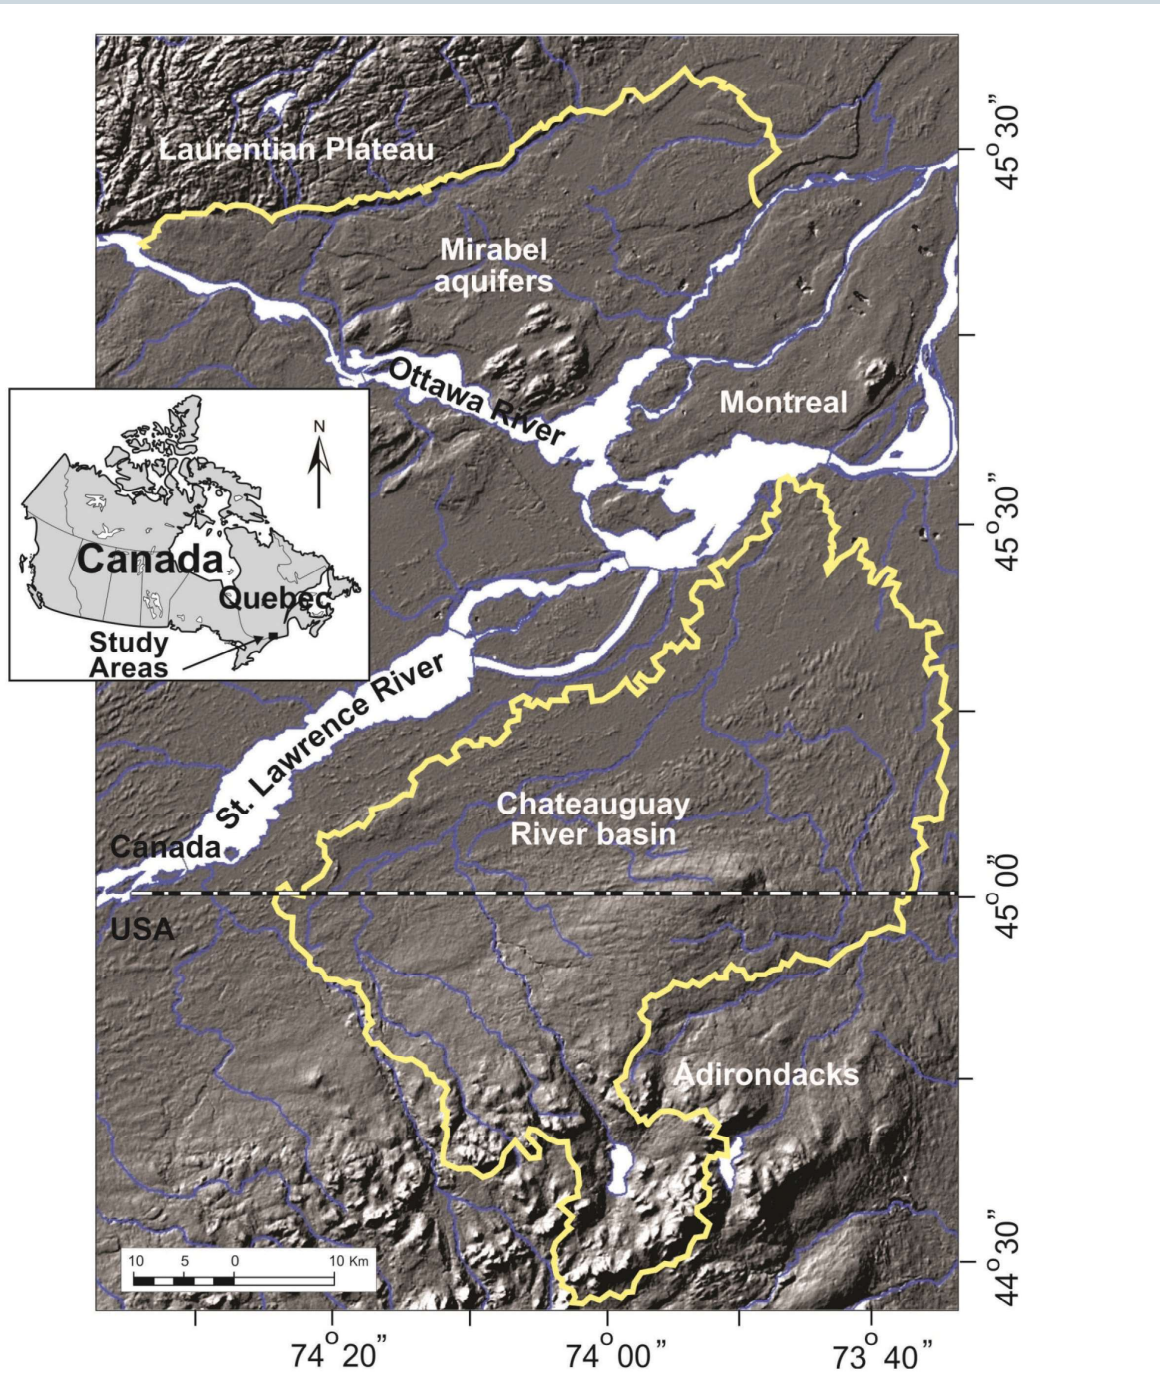 Laurentian Plateau
Mirabel
aquifers
Ottawa River
Montreal
N
Canada
Quebec
Study
Areas
St. Lawrence River
Chateauguay
River basin
Canada
USA
Adirondacks
10 5 0 10 Km
45°30”
45°30”
45°00”
44°30”
74°20”
74°00”
73°40”